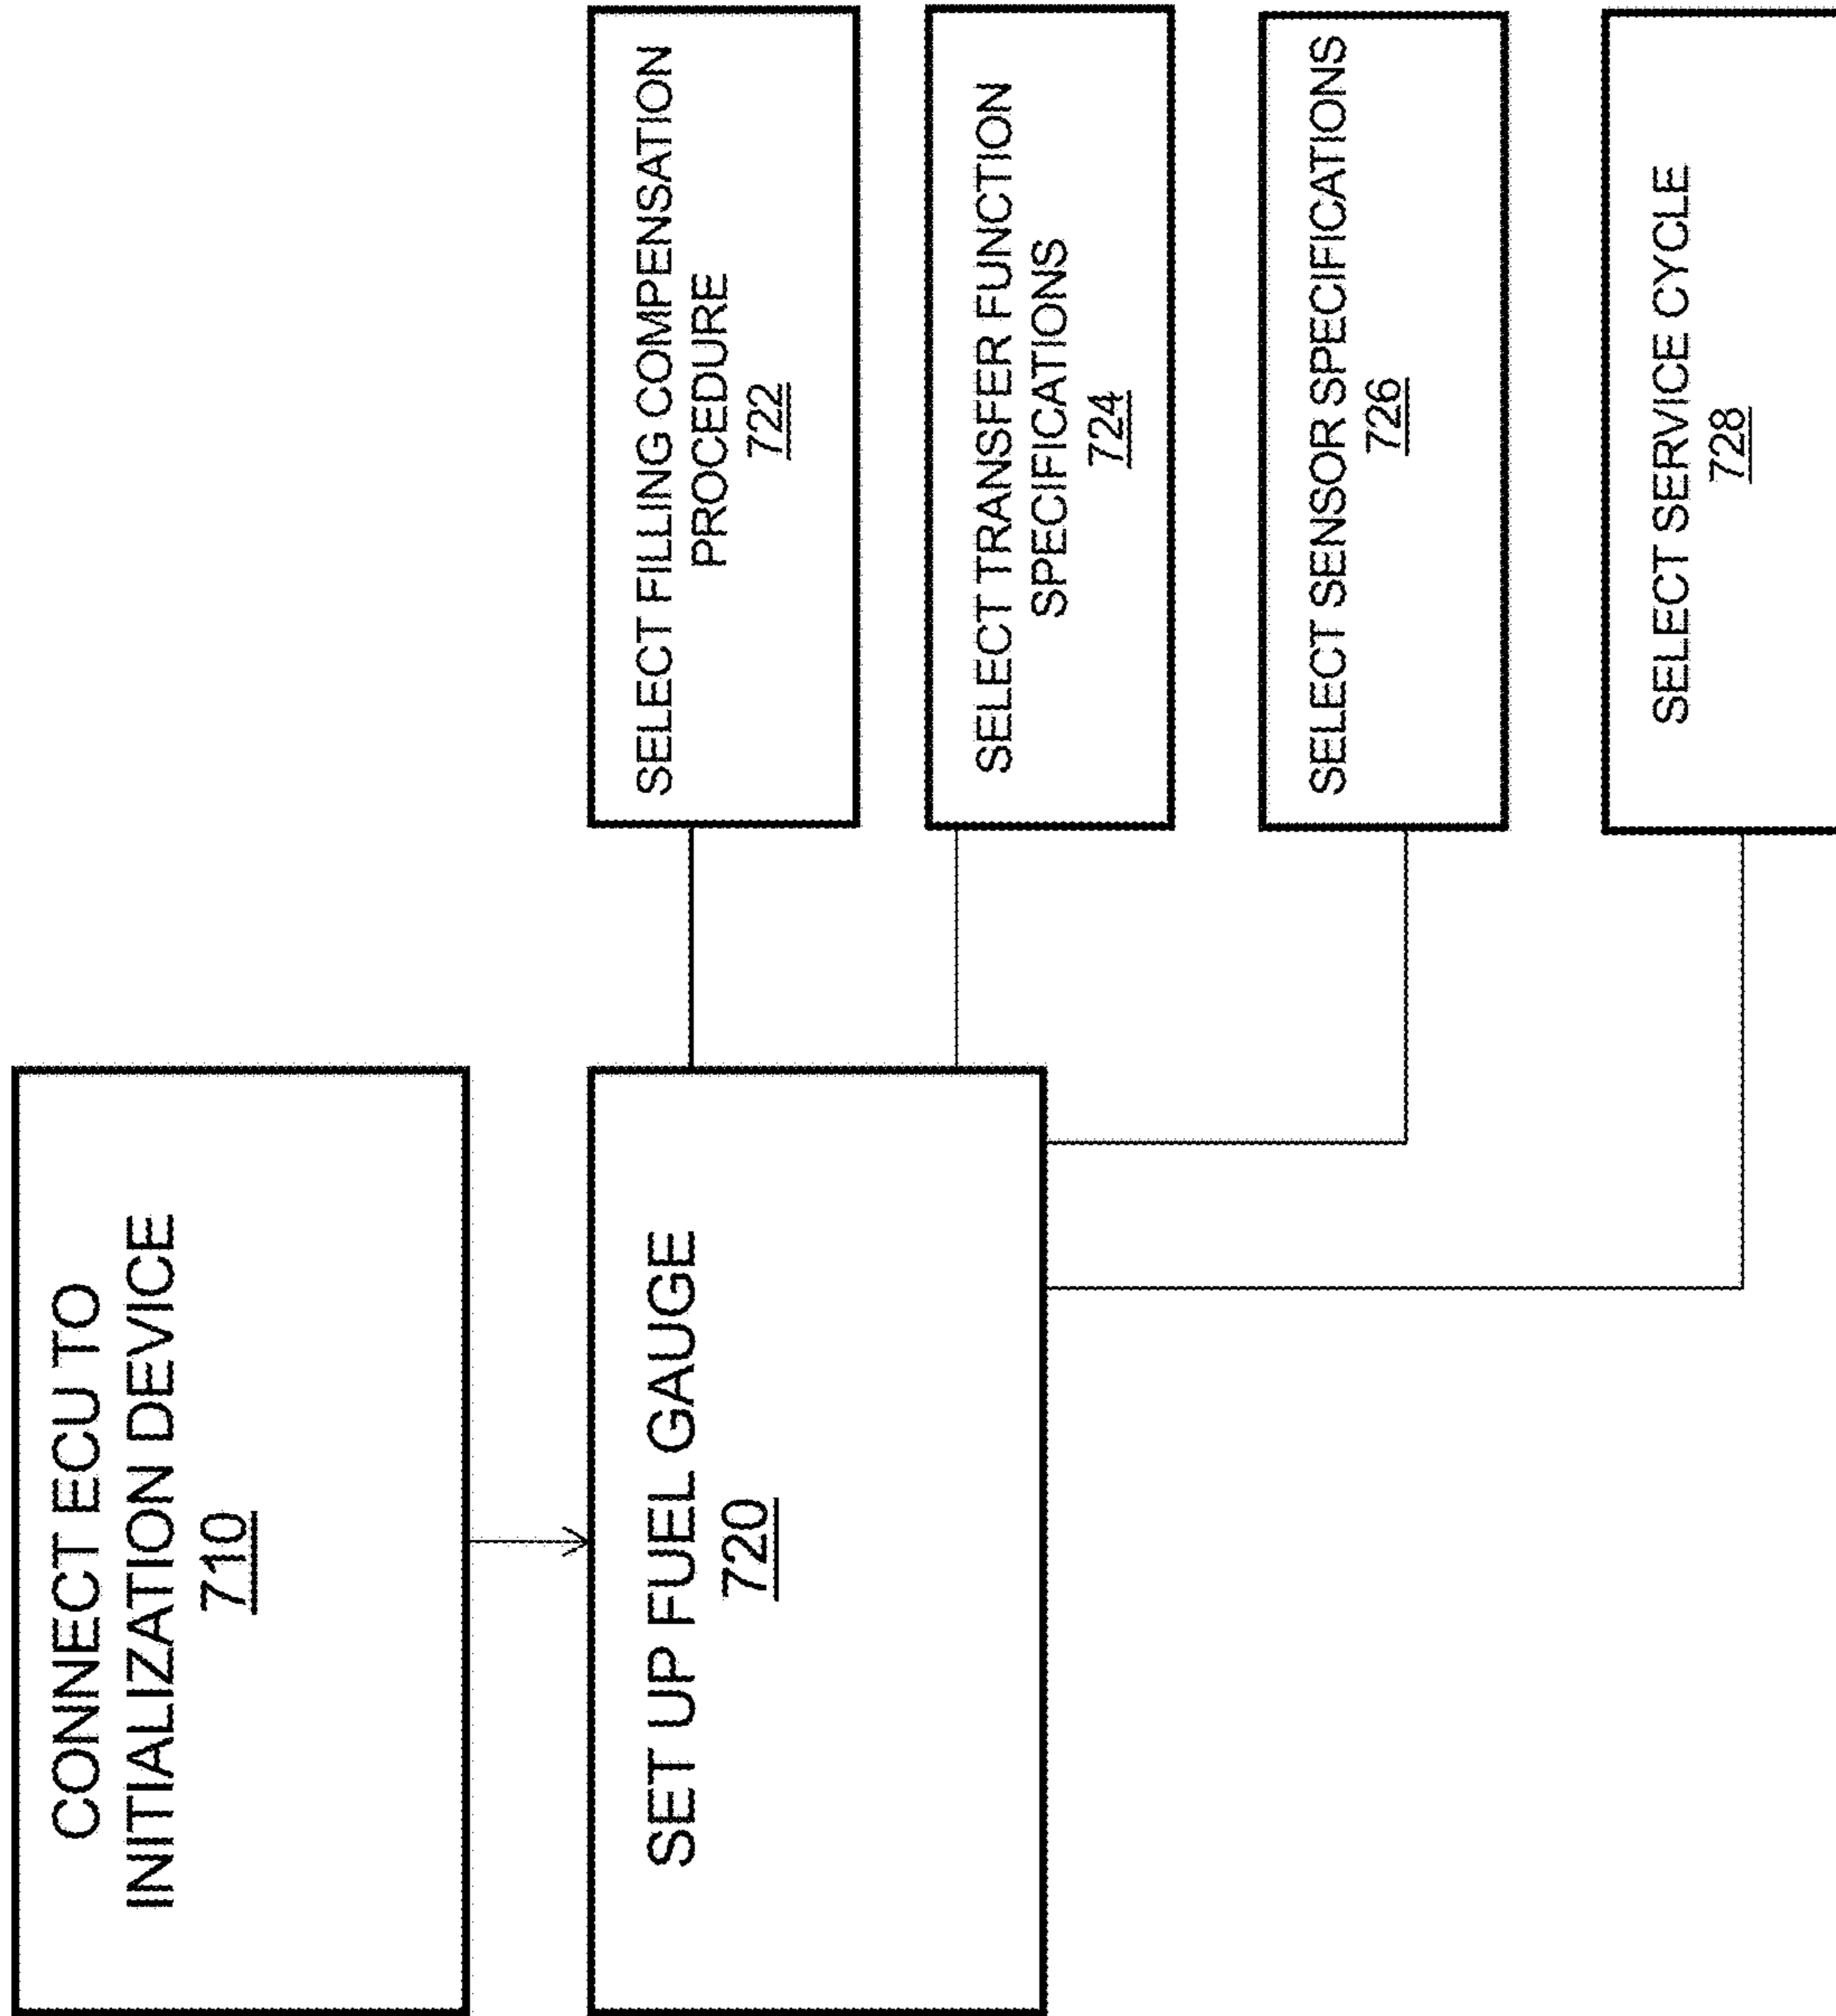 CONNECT ECU TO
INITIALIZATION DEVICE
710
SET UP FUEL GAUGE
720
SELECT FILLING COMPENSATION
PROCEDURE
722
SELECT TRANSFER FUNCTION
SPECIFICATIONS
724
SELECT SENSOR SPECIFICATIONS
726
SELECT SERVICE CYCLE
728